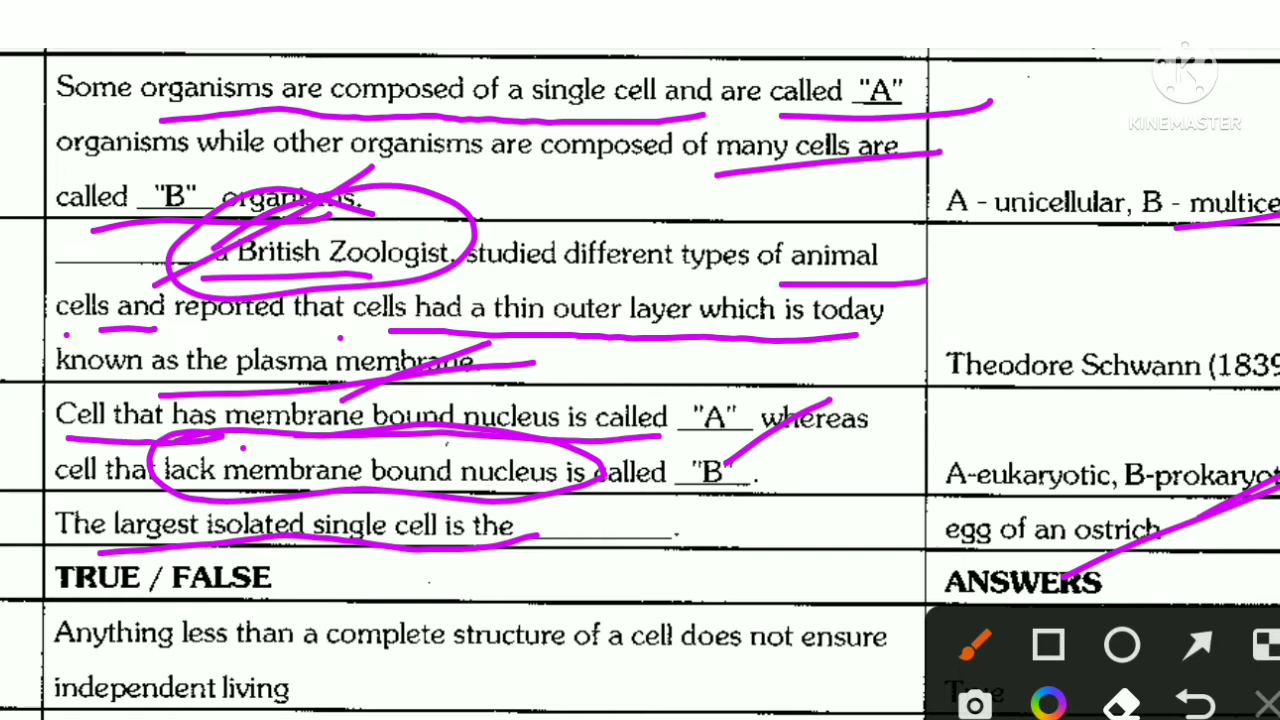 Some organisms are composed of a single cell and are called "A"
organisms while other organisms are composed of many cells are
called "B" organisms.
A - unicellular, B - multice
a British Zoologist, studied different types of animal
cells and reported that cells had a thin outer layer which is today
known as the plasma membrane.
Theodore Schwann (1839
Cell that has membrane bound nucleus is called "A" whereas
cell that lack membrane bound nucleus is called "B".
A-eukaryotic, B-prokaryot
The largest isolated single cell is the __________.
egg of an ostrich
TRUE / FALSE
ANSWERS
Anything less than a complete structure of a cell does not ensure
independent living
True
KINEMASTER